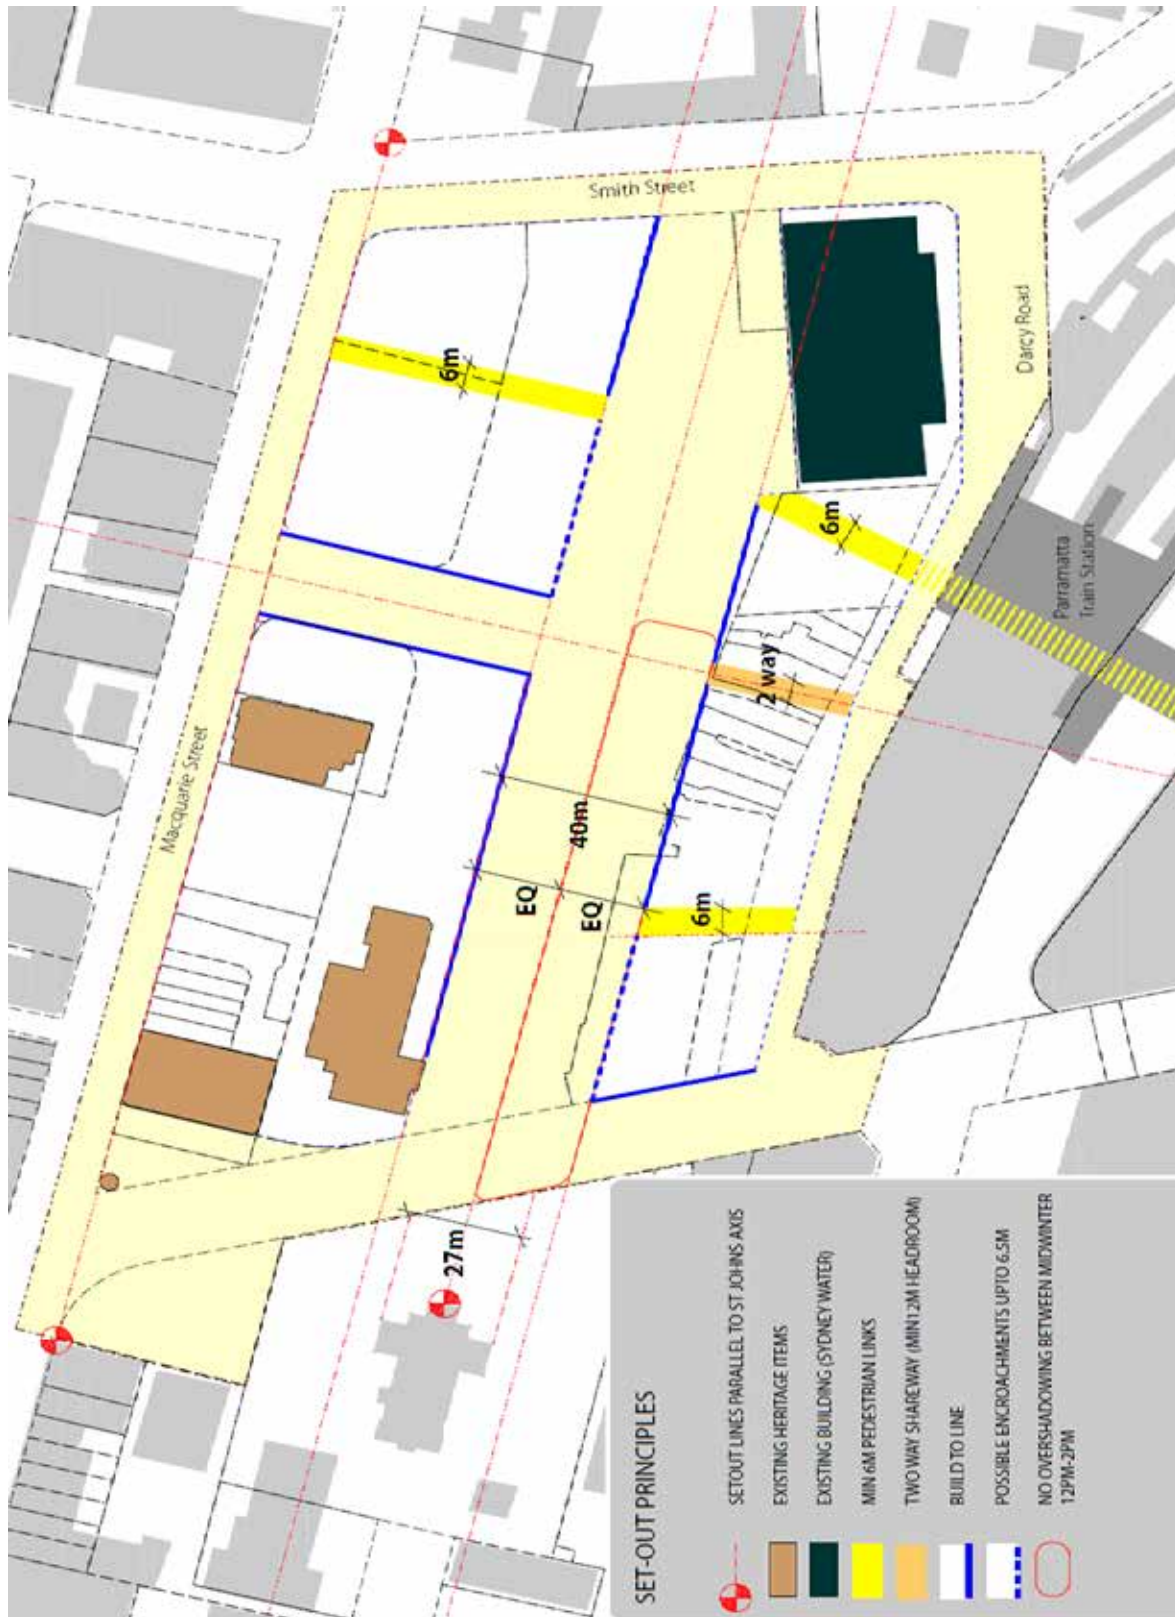 Macquarie Street
Smith Street
Darcy Road
Parramatta
Train Station
6m
6m
2 way
40m
EQ
EQ
6m
27m
SET-OUT PRINCIPLES
SETOUT LINES PARALLEL TO ST JOHNS AXIS
EXISTING HERITAGE ITEMS
EXISTING BUILDING (SYDNEY WATER)
MIN 6M PEDESTRIAN LINKS
TWO WAY SHAREWAY (MIN12M HEADROOM)
BUILD TO LINE
POSSIBLE ENCROACHMENTS UPTO 6.5M
NO OVERSHADOWING BETWEEN MIDWINTER
12PM-2PM